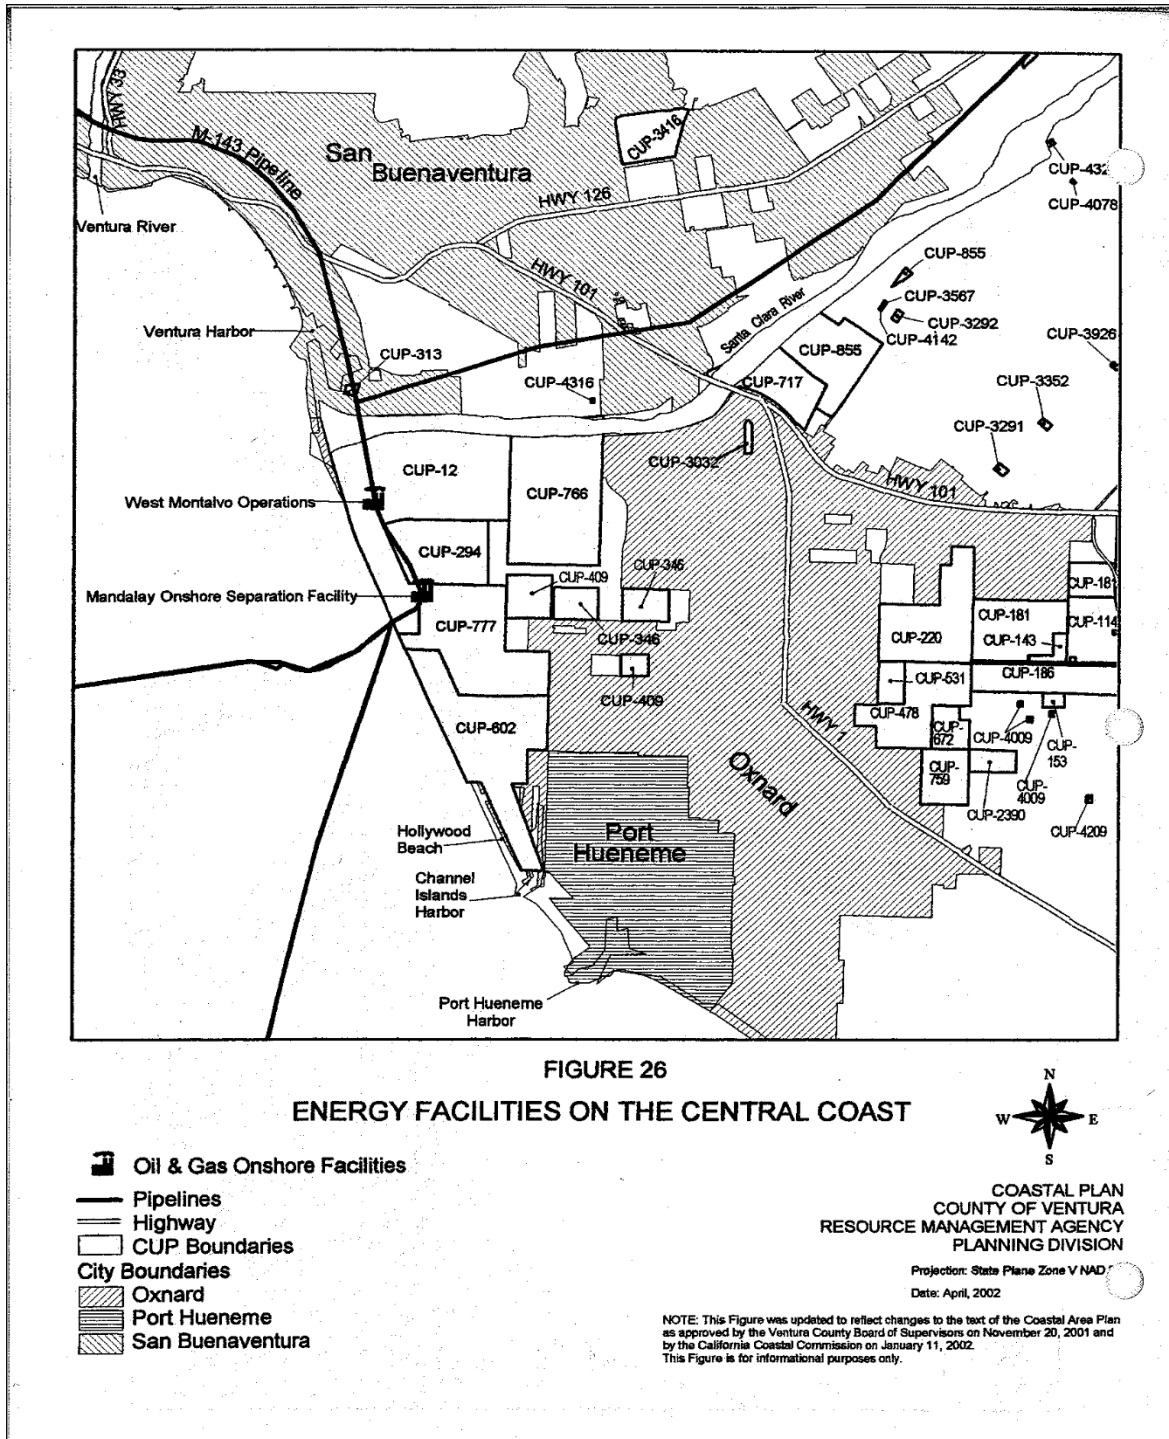 HWY 33
M-143 Pipeline
San
Buenaventura
CUP-3416
HWY 126
Ventura River
CUP-4078
HWY 101
CUP-855
CUP-3567
CUP-3292
CUP-4142
Santa Clara River
CUP-3926
Ventura Harbor
CUP-313
CUP-855
CUP-4316
CUP-717
CUP-3352
CUP-3291
CUP-12
CUP-3032
HWY 101
CUP-766
West Montalvo Operations
CUP-294
CUP-409
CUP-346
CUP-181
Mandalay Onshore Separation Facility
CUP-181
CUP-114
CUP-777
CUP-346
CUP-220
CUP-143
CUP-409
CUP-531
CUP-186
CUP-602
CUP-478
HWY 1
CUP-
672
CUP-4009
CUP-
153
Oxnard
CUP-
759
CUP-
4009
CUP-2390
CUP-4209
Hollywood
Beach
Port
Hueneme
Channel
Islands
Harbor
Port Hueneme
Harbor
FIGURE 26
ENERGY FACILITIES ON THE CENTRAL COAST
N
W E
S
Oil & Gas Onshore Facilities
Pipelines
Highway
CUP Boundaries
City Boundaries
Oxnard
Port Hueneme
San Buenaventura
COASTAL PLAN
COUNTY OF VENTURA
RESOURCE MANAGEMENT AGENCY
PLANNING DIVISION
Projection: State Plane Zone V NAD
Date: April, 2002
NOTE: This Figure was updated to reflect changes to the text of the Coastal Area Plan
as approved by the Ventura County Board of Supervisors on November 20, 2001 and
by the California Coastal Commission on January 11, 2002.
This Figure is for informational purposes only.